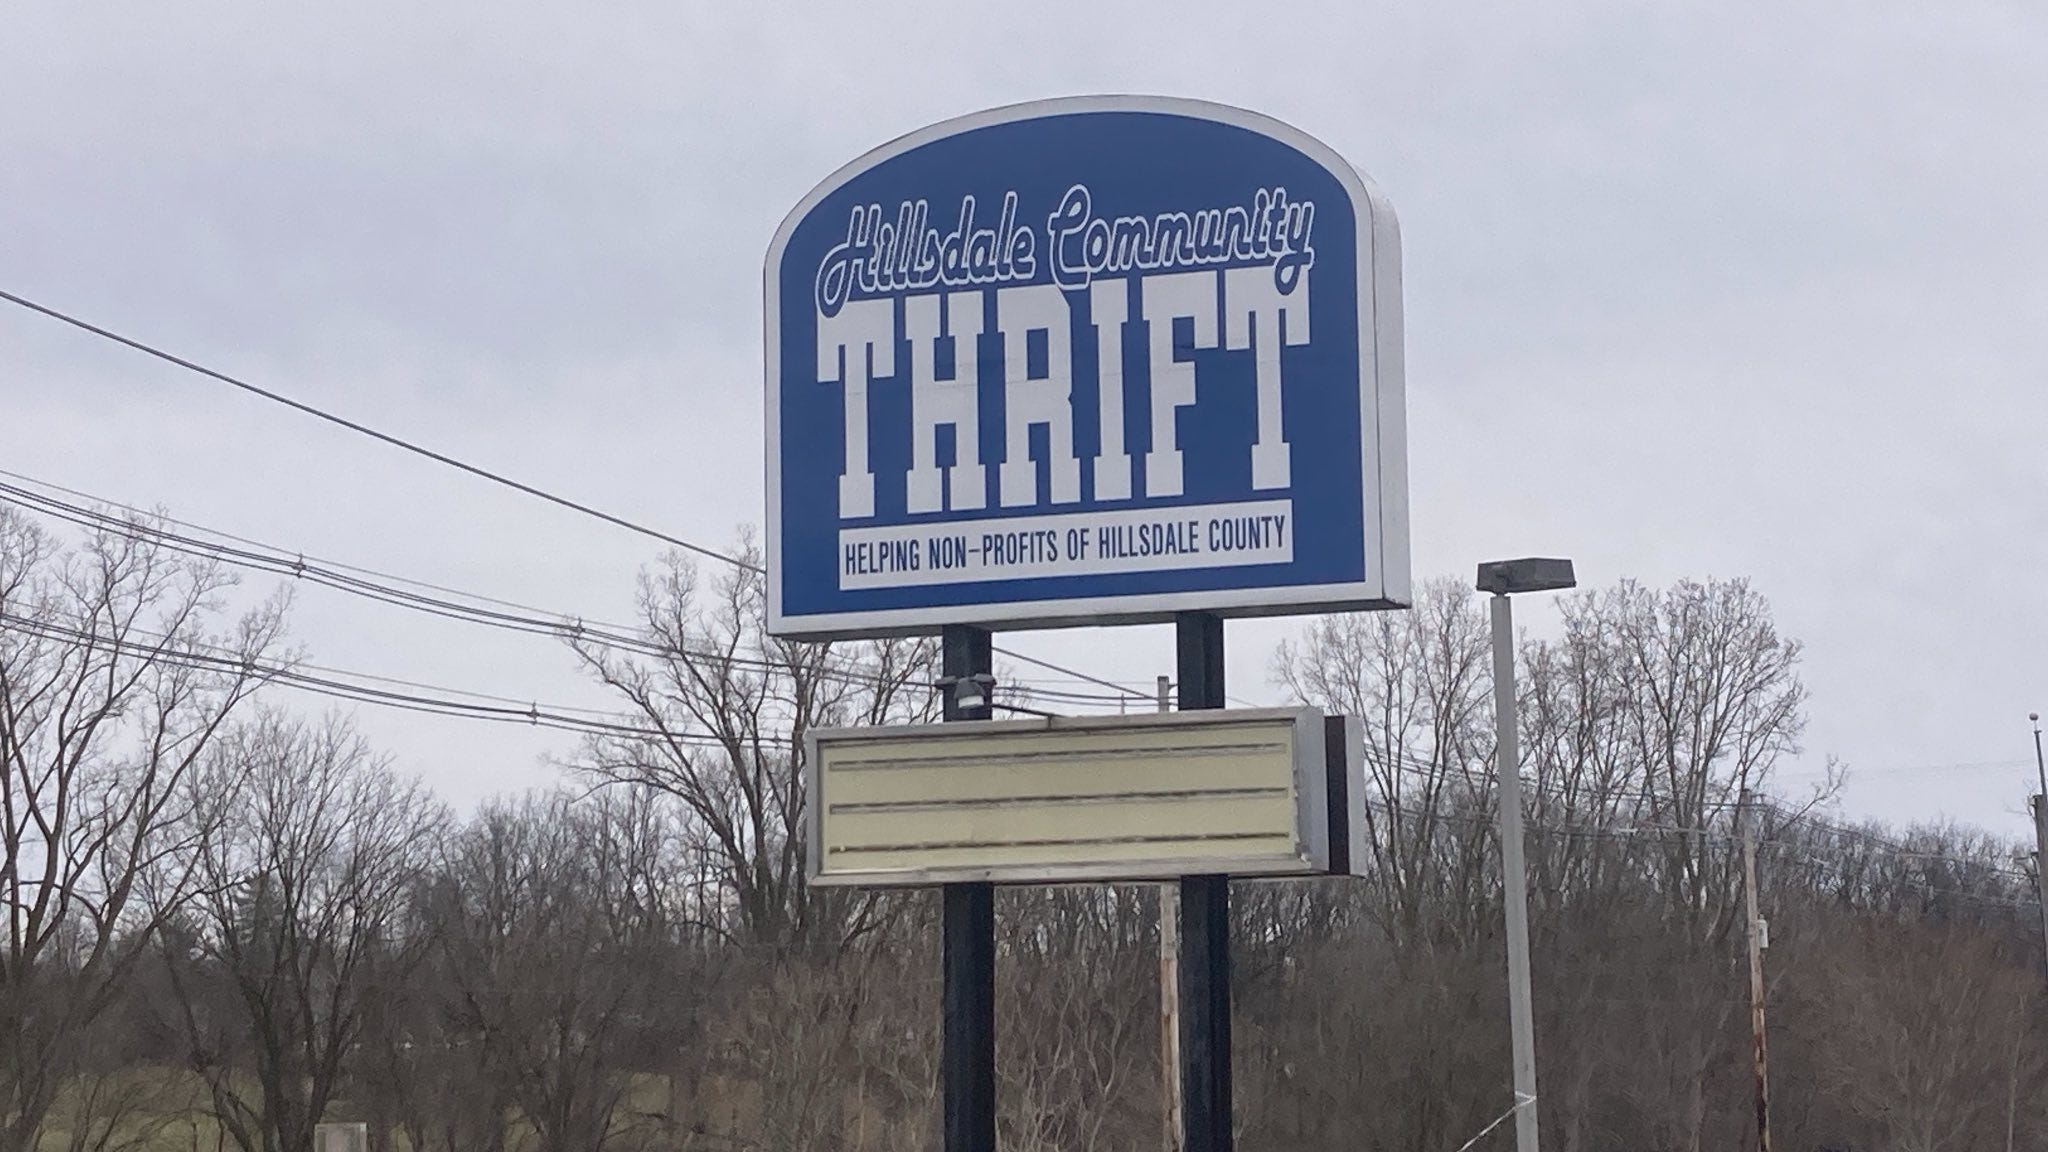 Hillsdale Community
THRIFT
HELPING NON-PROFITS OF HILLSDALE COUNTY